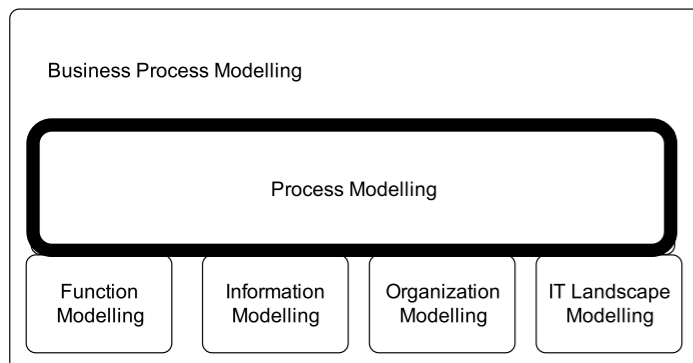 Business Process Modelling
Process Modelling
Function
Modelling
Information
Modelling
Organization
Modelling
IT Landscape
Modelling